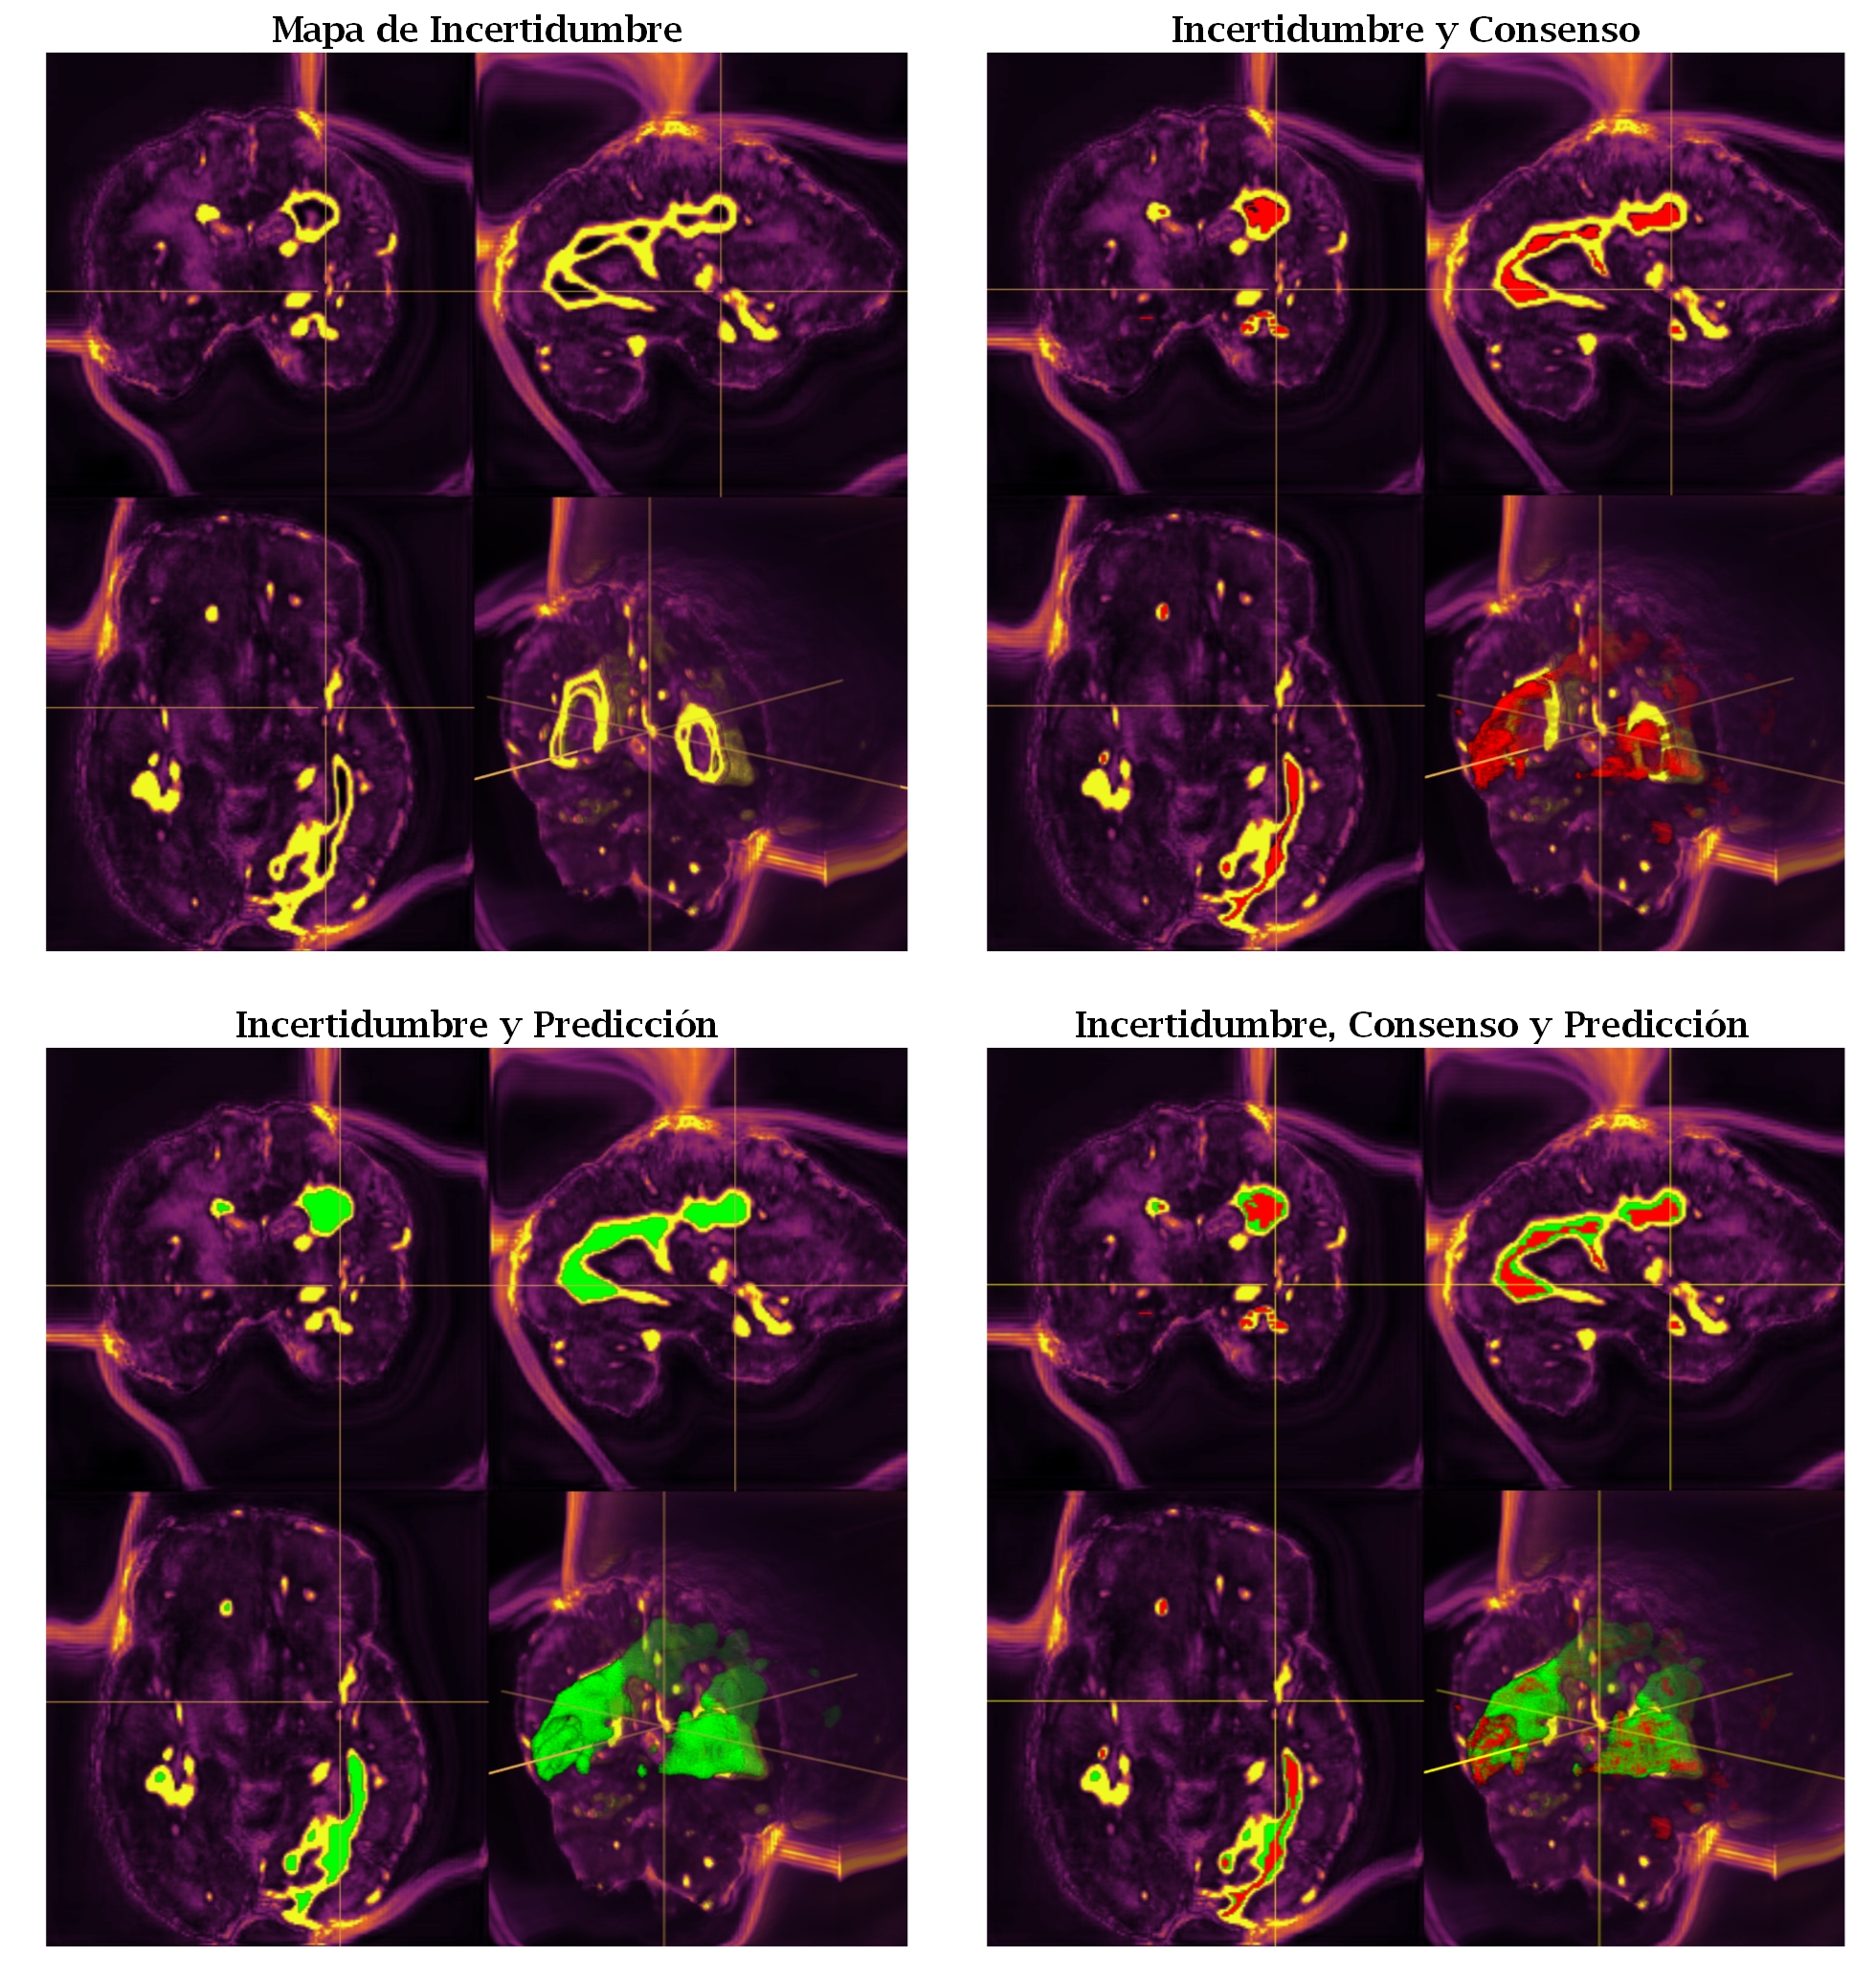 Mapa de Incertidumbre
Incertidumbre y Consenso
Incertidumbre y Predicción
Incertidumbre, Consenso y Predicción